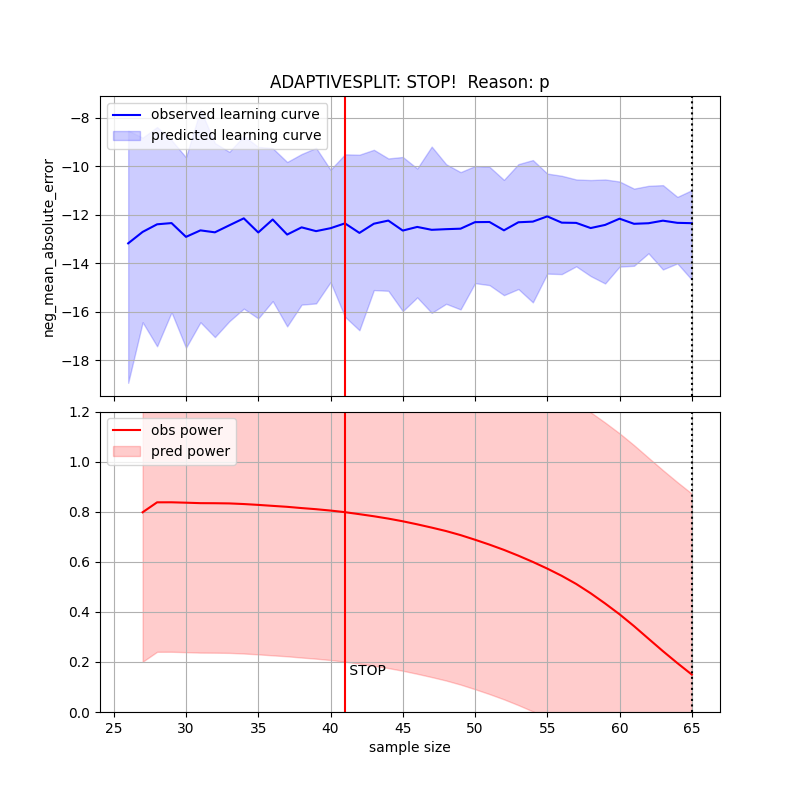 ADAPTIVESPLIT: STOP!  Reason: p
observed learning curve
predicted learning curve
−8
−10
−12
−14
−16
−18
neg_mean_absolute_error
obs power
pred power
1.2
1.0
0.8
0.6
0.4
0.2
0.0
STOP
25 30 35 40 45 50 55 60 65
sample size